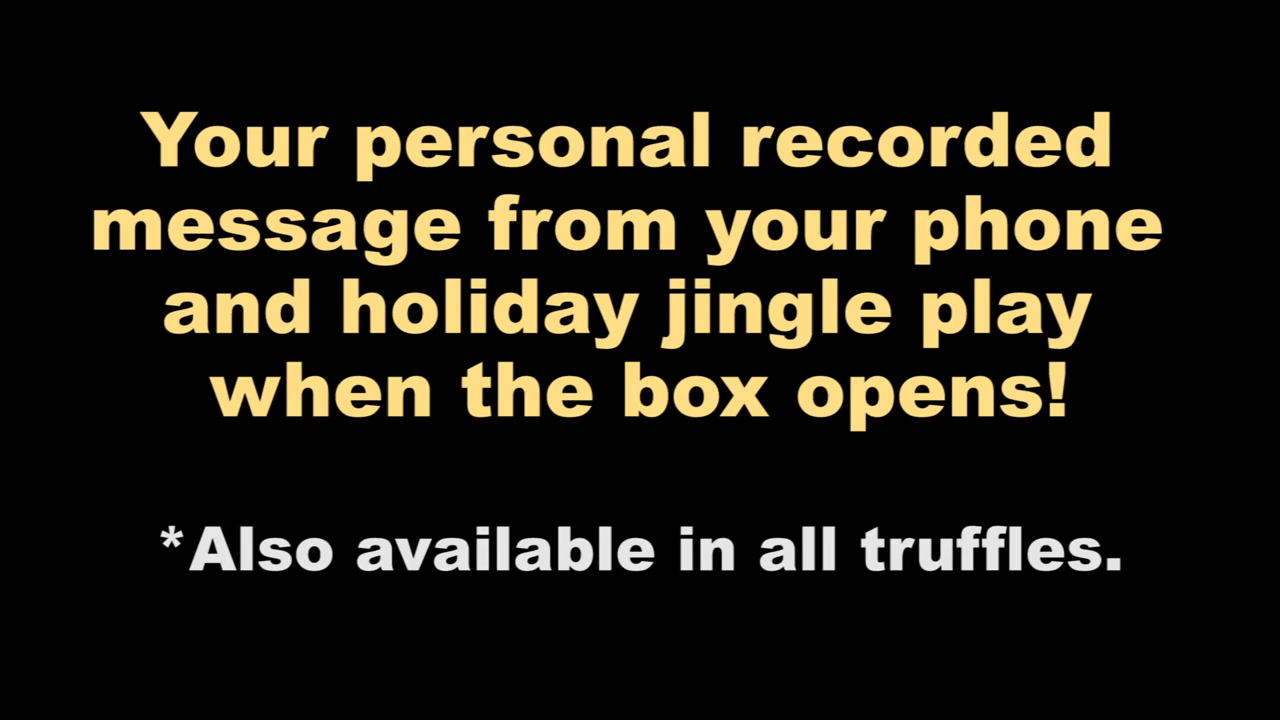 Your personal recorded
message from your phone
and holiday jingle play
when the box opens!
*Also available in all truffles.